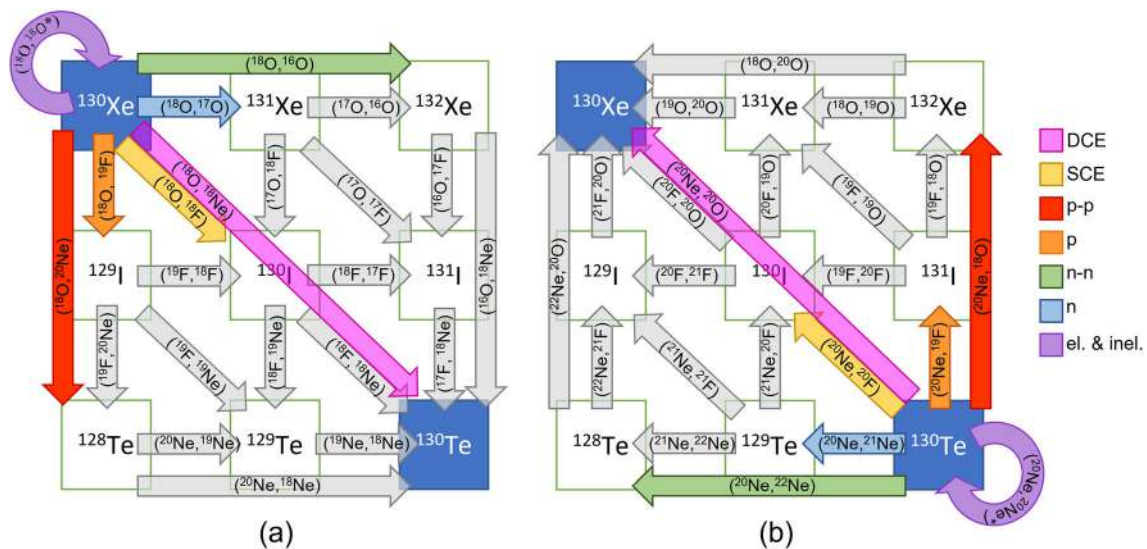 (¹⁸O,¹⁸O*)
(¹⁸O,¹⁶O)
¹³⁰Xe
(¹⁸O,¹⁷O)
¹³¹Xe
(¹⁷O,¹⁶O)
¹³²Xe
(¹⁸O,²⁰Ne)
(¹⁸O,¹⁹F)
(¹⁸O,¹⁸F)
(¹⁸O,¹⁸Ne)
(¹⁷O,¹⁸F)
(¹⁷O,¹⁷F)
(¹⁶O,¹⁷F)
(¹⁶O,¹⁸Ne)
¹²⁹I
(¹⁹F,¹⁸F)
¹³⁰I
(¹⁸F,¹⁷F)
¹³¹I
(¹⁹F,²⁰Ne)
(¹⁹F,¹⁹Ne)
(¹⁸F,¹⁹Ne)
(¹⁸F,¹⁸Ne)
(¹⁷F,¹⁸Ne)
¹²⁸Te
(²⁰Ne,¹⁹Ne)
¹²⁹Te
(¹⁹Ne,¹⁸Ne)
¹³⁰Te
(²⁰Ne,¹⁸Ne)
(a)
(¹⁸O,²⁰O)
¹³⁰Xe
(¹⁹O,²⁰O)
¹³¹Xe
(¹⁸O,¹⁹O)
¹³²Xe
(²²Ne,²⁰O)
(²¹F,²⁰O)
(²⁰F,²⁰O)
(²⁰Ne,²⁰O)
(²⁰F,¹⁹O)
(¹⁹F,¹⁹O)
(¹⁹F,¹⁸O)
(²⁰Ne,¹⁸O)
¹²⁹I
(²⁰F,²¹F)
¹³⁰I
(¹⁹F,²⁰F)
¹³¹I
(²²Ne,²¹F)
(²¹Ne,²¹F)
(²¹Ne,²⁰F)
(²⁰Ne,²⁰F)
(²⁰Ne,¹⁹F)
¹²⁸Te
(²¹Ne,²²Ne)
¹²⁹Te
(²⁰Ne,²¹Ne)
¹³⁰Te
(²⁰Ne,²²Ne)
(²⁰Ne,²⁰Ne*)
(b)
DCE
SCE
p-p
p
n-n
n
el. & inel.